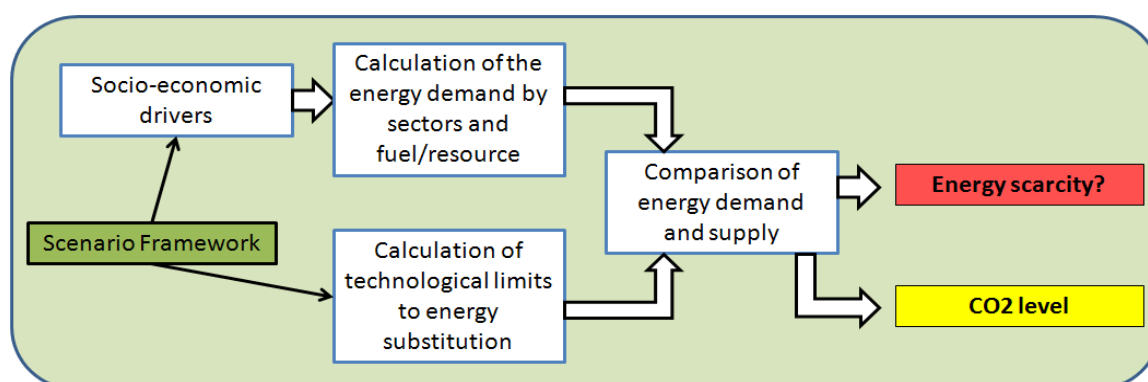 Socio-economic
drivers
Calculation of the
energy demand by
sectors and
fuel/resource
Scenario Framework
Calculation of
technological limits
to energy
substitution
Comparison of
energy demand
and supply
Energy scarcity?
CO2 level